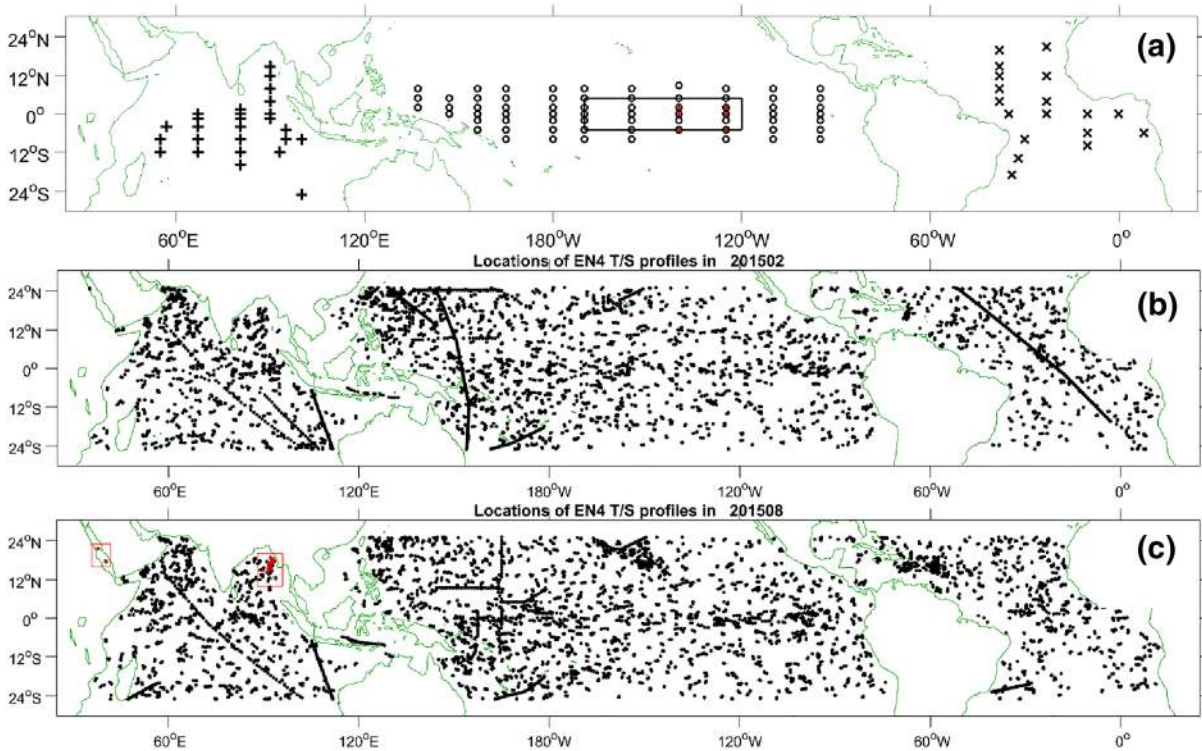 24°N
(a)
12°N
0°
12°S
24°S
60°E 120°E 180°W 120°W 60°W 0°
Locations of EN4 T/S profiles in 201502
24°N
(b)
12°N
0°
12°S
24°S
60°E 120°E 180°W 120°W 60°W 0°
Locations of EN4 T/S profiles in 201508
24°N
(c)
12°N
0°
12°S
24°S
60°E 120°E 180°W 120°W 60°W 0°